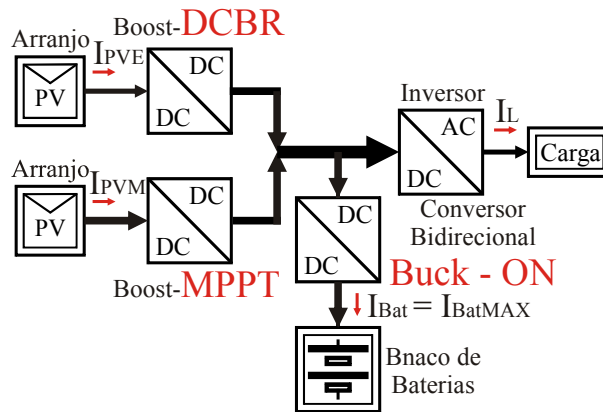 Boost-DCBR
Arranjo
IPVE
PV
DC
DC
Arranjo
IPVM
PV
DC
DC
Boost-MPPT
Inversor
AC
DC
IL
Carga
Conversor
Bidirecional
DC
DC
Buck - ON
IBat = IBatMAX
Bnaco de
Baterias